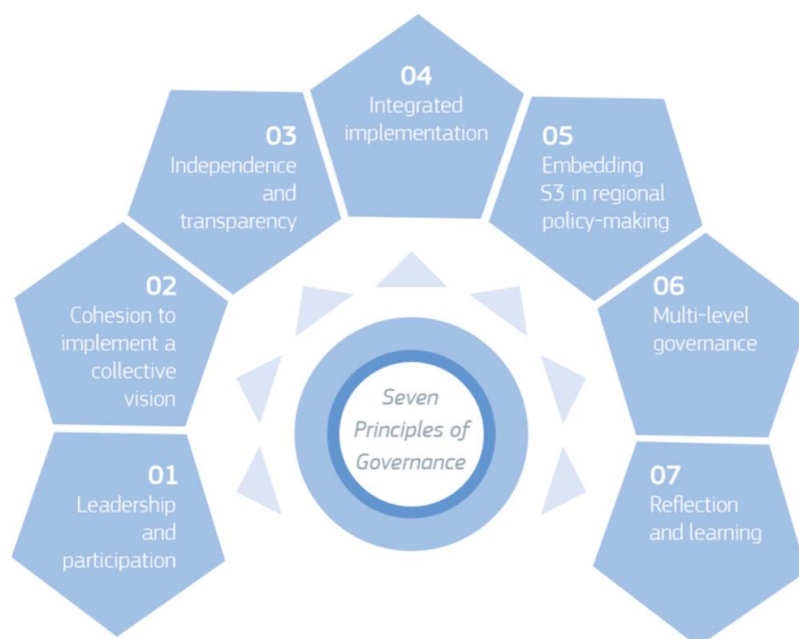 04
Integrated
implementation
03
Independence
and
transparency
05
Embedding
S3 in regional
policy-making
02
Cohesion to
implement a
collective
vision
06
Multi-level
governance
Seven
Principles of
Governance
01
Leadership
and
participation
07
Reflection
and learning